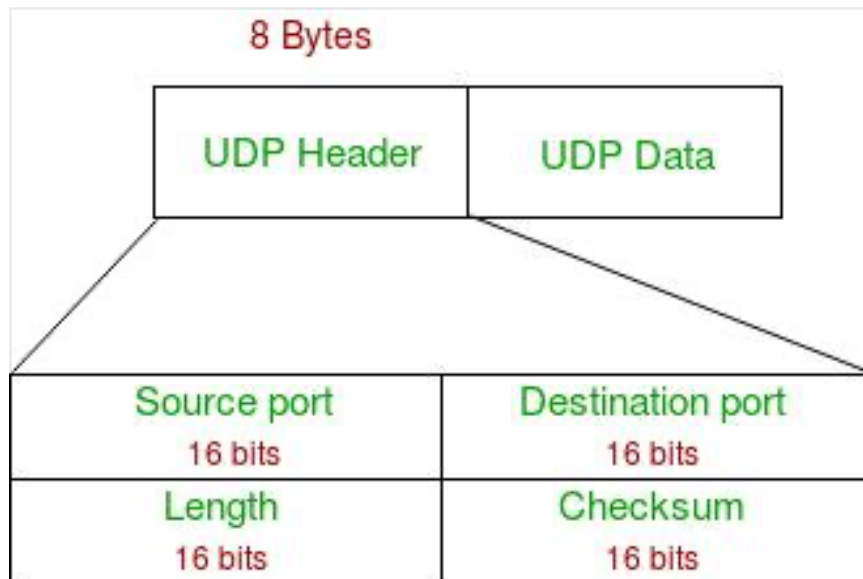 8 Bytes
UDP Header
UDP Data
Source port
Destination port
16 bits
16 bits
Length
Checksum
16 bits
16 bits